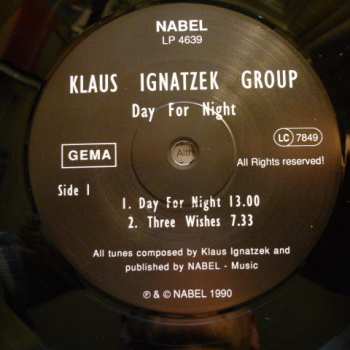 NABEL
LP 4639
KLAUS IGNATZEK GROUP
Day For Night
GEMA
LC 7849
All Rights reserved!
Side 1
1. Day For Night 13.00
2. Three Wishes 7.33
All tunes composed by Klaus Ignatzek and
published by NABEL - Music
℗ & © NABEL 1990